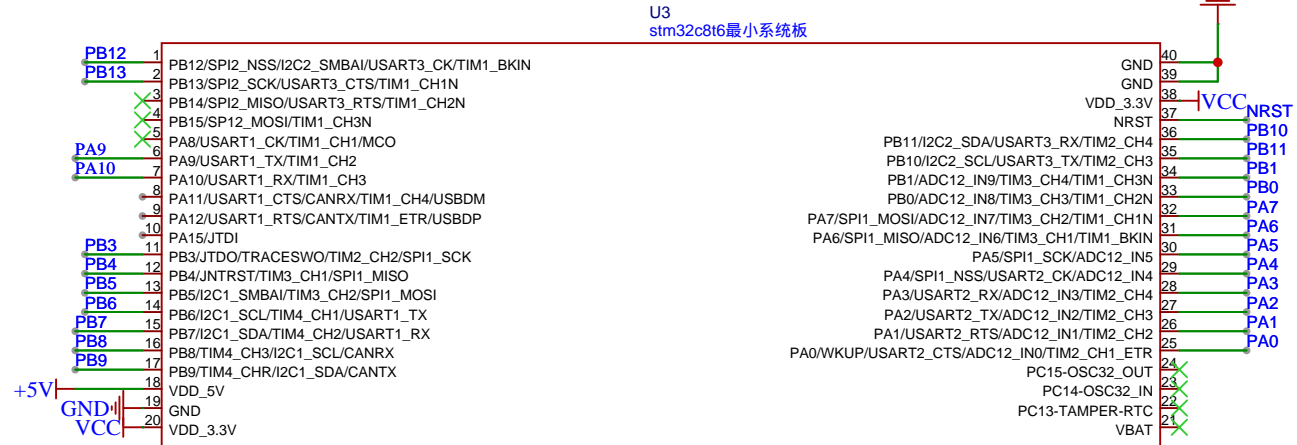 U3
stm32c8t6最小系统板
PB12 1 PB12/SPI2_NSS/I2C2_SMBAI/USART3_CK/TIM1_BKIN
PB13 2 PB13/SPI2_SCK/USART3_CTS/TIM1_CH1N
3 PB14/SPI2_MISO/USART3_RTS/TIM1_CH2N
4 PB15/SP12_MOSI/TIM1_CH3N
5 PA8/USART1_CK/TIM1_CH1/MCO
PA9 6 PA9/USART1_TX/TIM1_CH2
PA10 7 PA10/USART1_RX/TIM1_CH3
8 PA11/USART1_CTS/CANRX/TIM1_CH4/USBDM
9 PA12/USART1_RTS/CANTX/TIM1_ETR/USBDP
10 PA15/JTDI
PB3 11 PB3/JTDO/TRACESWO/TIM2_CH2/SPI1_SCK
PB4 12 PB4/JNTRST/TIM3_CH1/SPI1_MISO
PB5 13 PB5/I2C1_SMBAI/TIM3_CH2/SPI1_MOSI
PB6 14 PB6/I2C1_SCL/TIM4_CH1/USART1_TX
PB7 15 PB7/I2C1_SDA/TIM4_CH2/USART1_RX
PB8 16 PB8/TIM4_CH3/I2C1_SCL/CANRX
PB9 17 PB9/TIM4_CHR/I2C1_SDA/CANTX
+5V 18 VDD_5V
GND 19 GND
VCC 20 VDD_3.3V
GND 40
GND 39
VDD_3.3V 38 VCC
NRST 37 NRST
PB11/I2C2_SDA/USART3_RX/TIM2_CH4 36 PB10
PB10/I2C2_SCL/USART3_TX/TIM2_CH3 35 PB11
PB1/ADC12_IN9/TIM3_CH4/TIM1_CH3N 34 PB1
PB0/ADC12_IN8/TIM3_CH3/TIM1_CH2N 33 PB0
PA7/SPI1_MOSI/ADC12_IN7/TIM3_CH2/TIM1_CH1N 32 PA7
PA6/SPI1_MISO/ADC12_IN6/TIM3_CH1/TIM1_BKIN 31 PA6
PA5/SPI1_SCK/ADC12_IN5 30 PA5
PA4/SPI1_NSS/USART2_CK/ADC12_IN4 29 PA4
PA3/USART2_RX/ADC12_IN3/TIM2_CH4 28 PA3
PA2/USART2_TX/ADC12_IN2/TIM2_CH3 27 PA2
PA1/USART2_RTS/ADC12_IN1/TIM2_CH2 26 PA1
PA0/WKUP/USART2_CTS/ADC12_IN0/TIM2_CH1_ETR 25 PA0
PC15-OSC32_OUT 24
PC14-OSC32_IN 23
PC13-TAMPER-RTC 22
VBAT 21